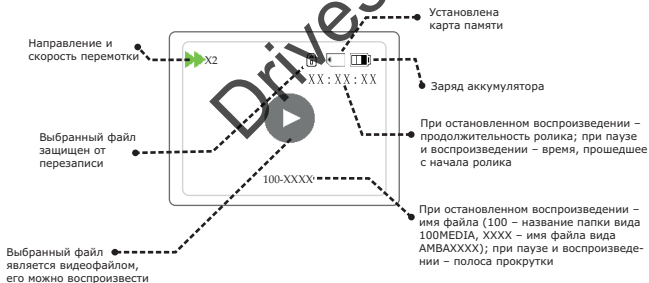 Установлена
карта памяти
Направление и
скорость перемотки
X2
XX:XX:XX
Заряд аккумулятора
При остановленном воспроизведении –
продолжительность ролика; при паузе
и воспроизведении – время, прошедшее
с начала ролика
Выбранный файл
защищен от
перезаписи
100-XXXX
При остановленном воспроизведении –
имя файла (100 – название папки вида
100MEDIA, XXXX – имя файла вида
AMBAXXXX); при паузе и воспроизведе-
нии – полоса прокрутки
Выбранный файл
является видеофайлом,
его можно воспроизвести
Drives